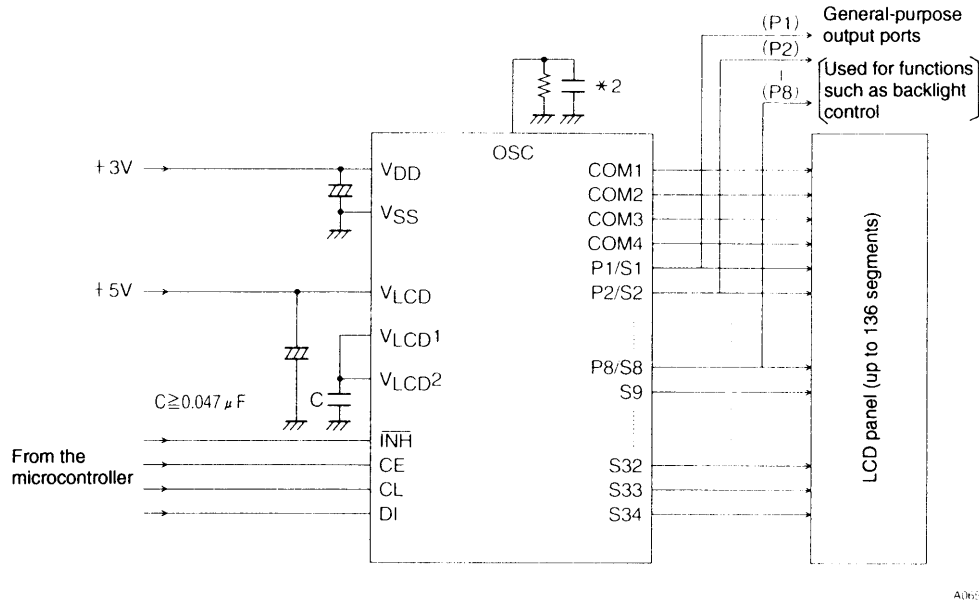 (P1)
General-purpose
output ports
(P2)
(P8)
Used for functions
such as backlight
control
*2
OSC
+3V
VDD
VSS
+5V
VLCD
VLCD1
VLCD2
C
C≧0.047μF
INH
CE
CL
DI
From the
microcontroller
COM1
COM2
COM3
COM4
P1/S1
P2/S2
P8/S8
S9
S32
S33
S34
LCD panel (up to 136 segments)